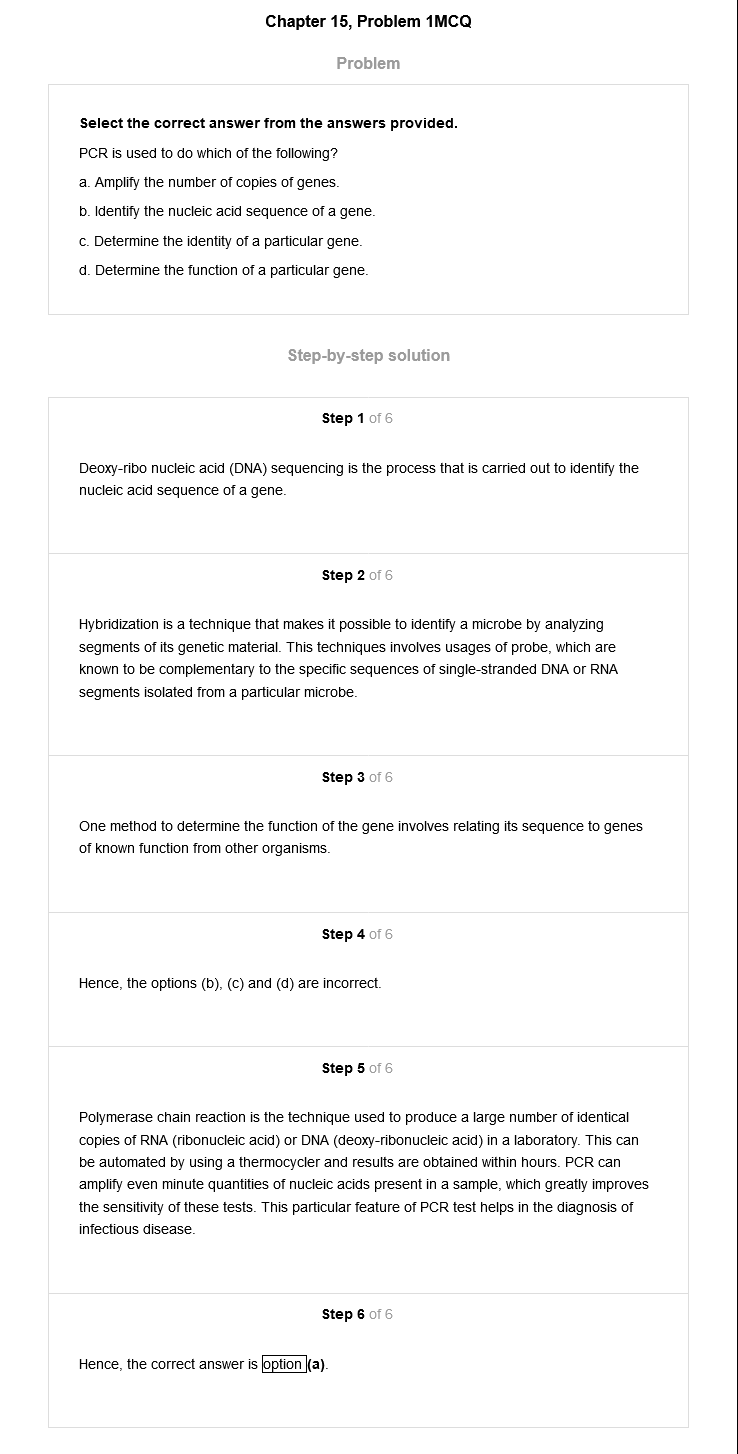 Chapter 15, Problem 1MCQ
Problem
Select the correct answer from the answers provided.
PCR is used to do which of the following?
a. Amplify the number of copies of genes.
b. Identify the nucleic acid sequence of a gene.
c. Determine the identity of a particular gene.
d. Determine the function of a particular gene.
Step-by-step solution
Step 1 of 6
Deoxy-ribo nucleic acid (DNA) sequencing is the process that is carried out to identify the
nucleic acid sequence of a gene.
Step 2 of 6
Hybridization is a technique that makes it possible to identify a microbe by analyzing
segments of its genetic material. This techniques involves usages of probe, which are
known to be complementary to the specific sequences of single-stranded DNA or RNA
segments isolated from a particular microbe.
Step 3 of 6
One method to determine the function of the gene involves relating its sequence to genes
of known function from other organisms.
Step 4 of 6
Hence, the options (b), (c) and (d) are incorrect.
Step 5 of 6
Polymerase chain reaction is the technique used to produce a large number of identical
copies of RNA (ribonucleic acid) or DNA (deoxy-ribonucleic acid) in a laboratory. This can
be automated by using a thermocycler and results are obtained within hours. PCR can
amplify even minute quantities of nucleic acids present in a sample, which greatly improves
the sensitivity of these tests. This particular feature of PCR test helps in the diagnosis of
infectious disease.
Step 6 of 6
Hence, the correct answer is option (a).